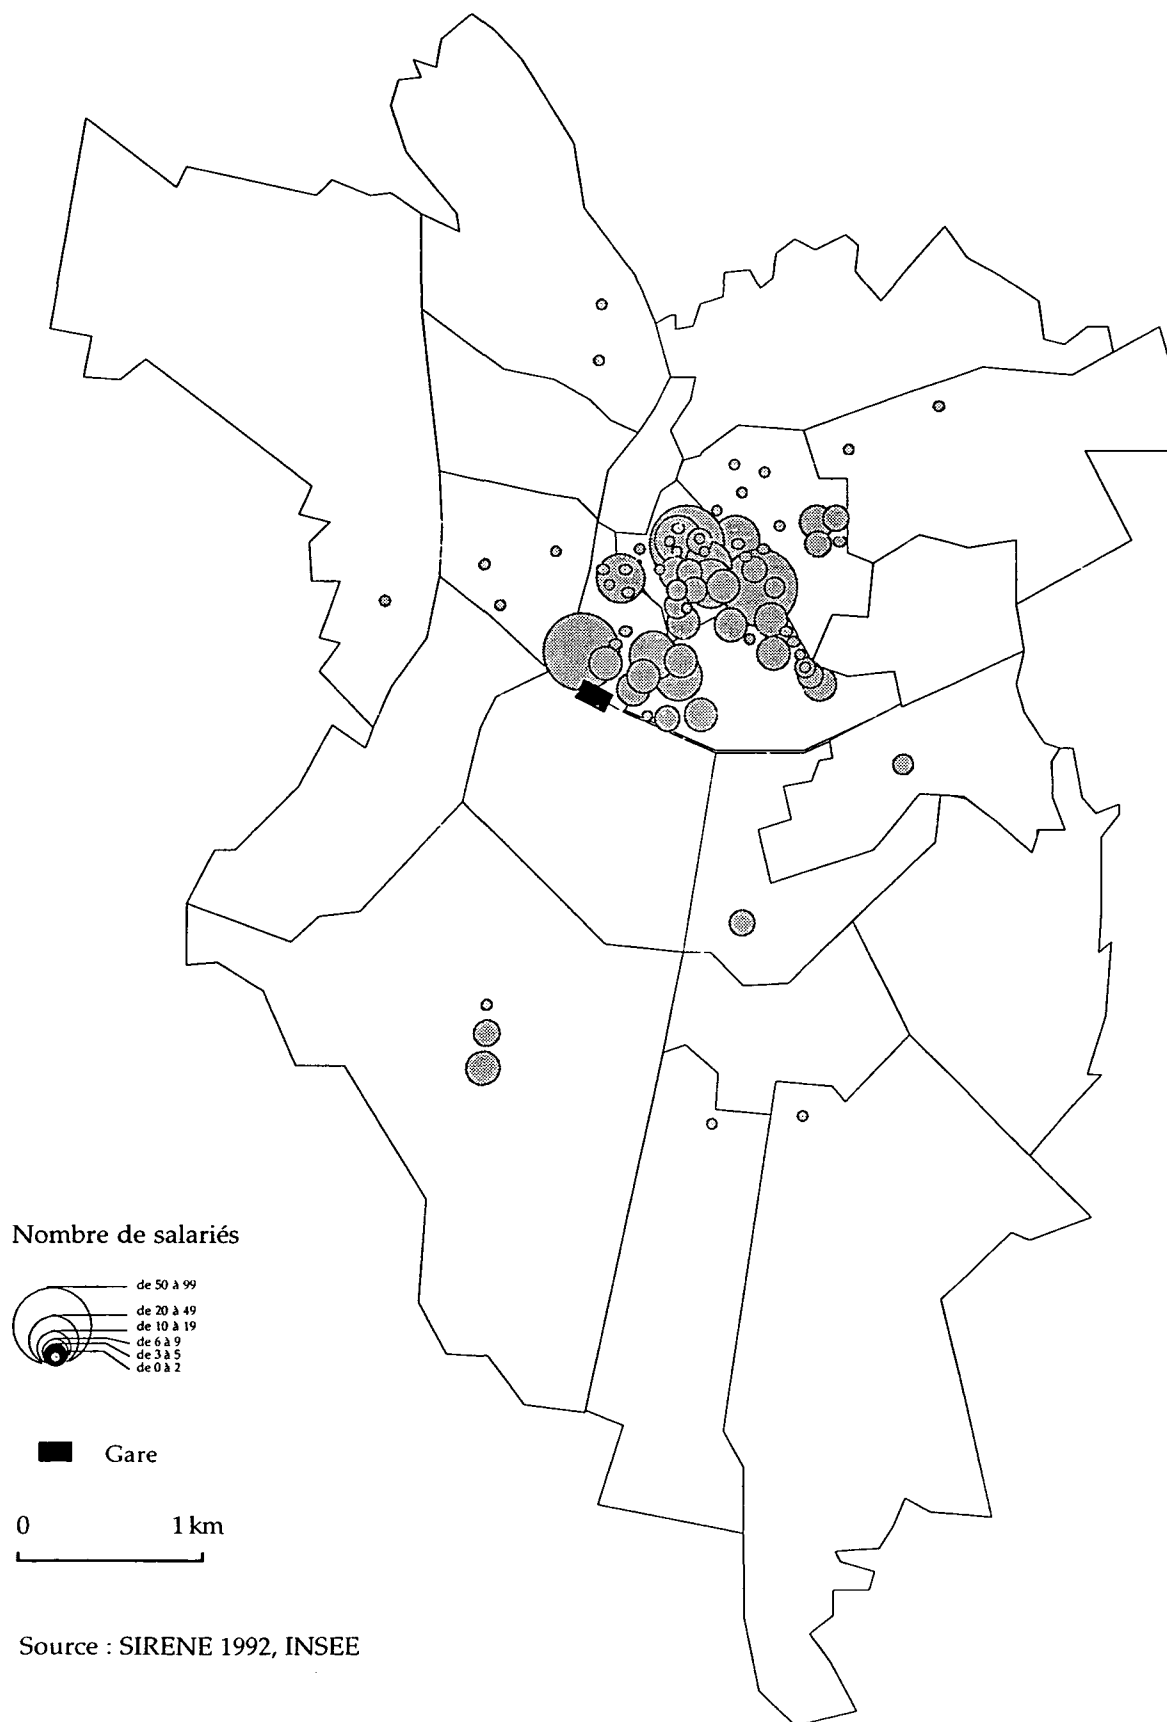 Nombre de salariés
de 50 à 99
de 20 à 49
de 10 à 19
de 6 à 9
de 3 à 5
de 0 à 2
Gare
0 1 km
Source : SIRENE 1992, INSEE